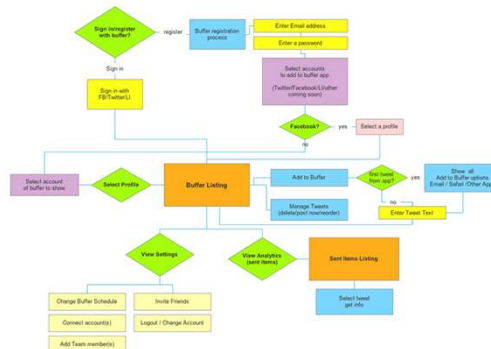 Sign in/register
with buffer?
register
Buffer registration
process
Enter Email address
Enter a password
Sign in
Sign in with
FB/Twitter/LI
Select accounts
to add to buffer app
(Twitter/Facebook/LI/other
coming soon)
Facebook?
yes
Select a profile
no
Select account
of buffer to show
Select Profile
Buffer Listing
Add to Buffer
first tweet
from app?
yes
Show all
Add to Buffer options
Email / Safari /Other App
no
Manage Tweets
(delete/post now/reorder)
Enter Tweet Text
View Settings
View Analytics
(sent items)
Sent Items Listing
Change Buffer Schedule
Invite Friends
Select tweet
get info
Connect account(s)
Logout / Change Account
Add Team member(s)